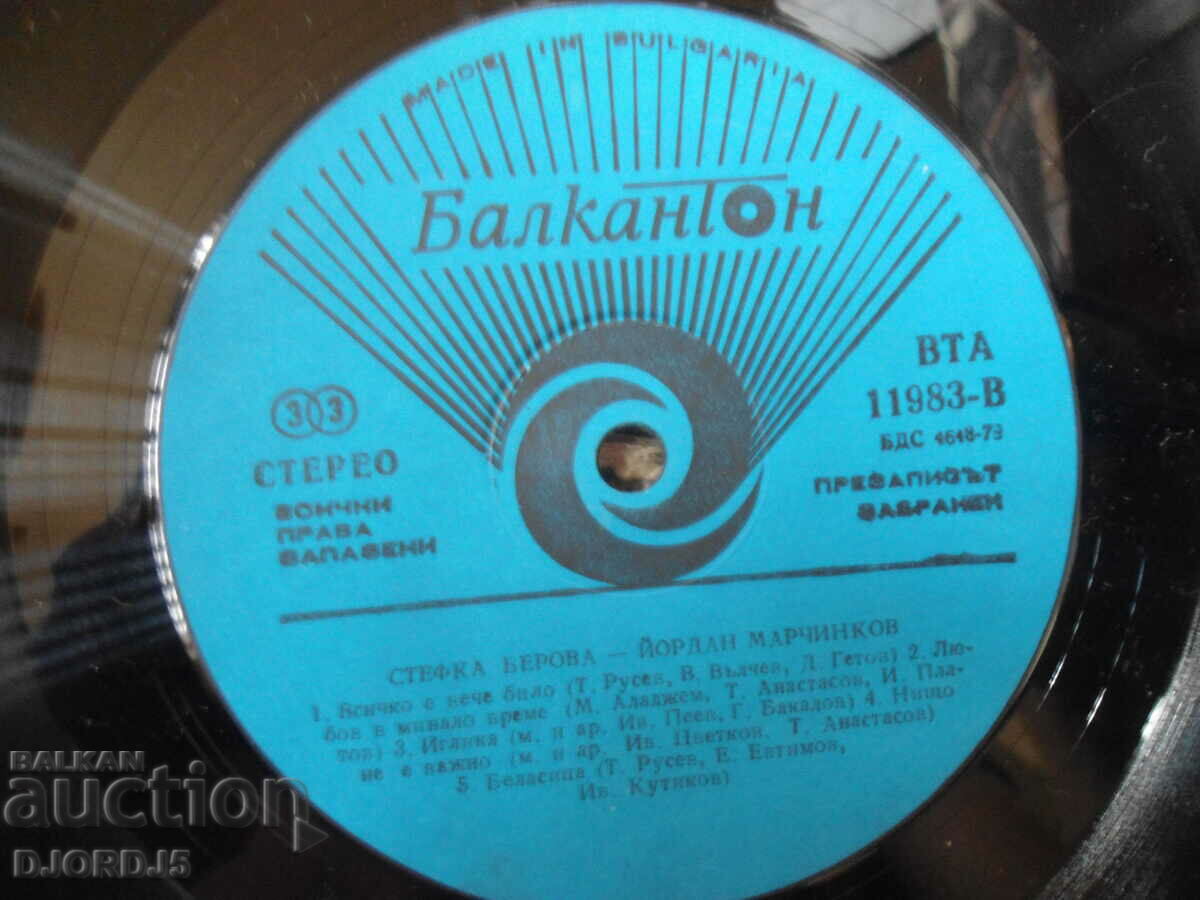 MADE IN BULGARIA
Балкантон
33
СТЕРЕО
ВСИЧКИ
ПРАВА
ЗАПАЗЕНИ
ВТА
11983-В
БДС 4648-73
ПРЕЗАПИСЪТ
ЗАБРАНЕН
СТЕФКА БЕРОВА — ЙОРДАН МАРЧИНКОВ
1. Всичко е вече било (Т. Русев, В. Вълчев, Д. Гетов) 2. Лю-
бов в минало време (М. Аладжем, Т. Анастасов, И. Пла-
тов) 3. Иглика (м. и ар. Ив. Пеев, Г. Бакалов) 4. Нищо
не е важно (м. и ар. Ив. Цветков, Т. Анастасов)
5. Беласица (Т. Русев, Е. Евтимов,
Ив. Кутиков)
BALKAN
auction
DJORDJ5